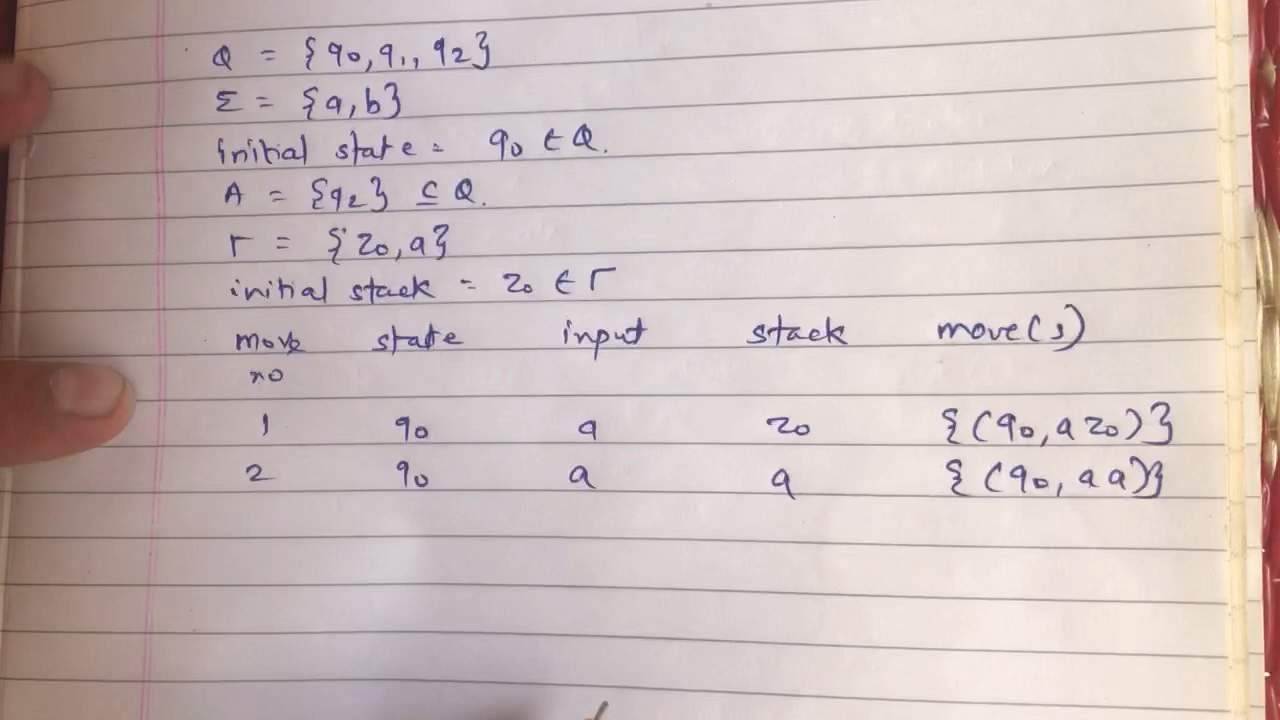 Q = {q0, q1, q2}
Σ = {a, b}
initial state = q0 ∈ Q.
A = {q2} ⊆ Q.
Γ = {z0, a}
initial stack = z0 ∈ Γ
move no state input stack move(s)
1 q0 a z0 {(q0, a z0)}
2 q0 a a {(q0, aa)}